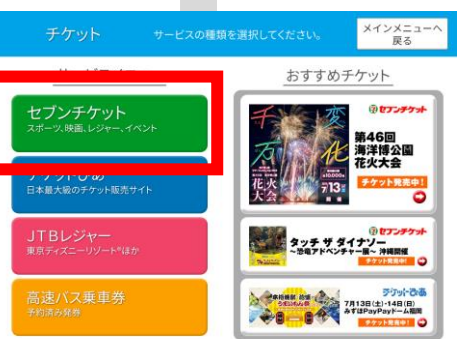 チケット
サービスの種類を選択してください。
メインメニューへ
戻る
おすすめチケット
セブンチケット
スポーツ、映画、レジャー、イベント
日本最大級のチケット販売サイト
JTBレジャー
東京ディズニーリゾート®ほか
高速バス乗車券
予約済み発券
セブンチケット
千変万化
花火大会
7/13
第46回
海洋博公園
花火大会
チケット発売中!
セブンチケット
タッチ ザ ダイナソー
~恐竜アドベンチャー展~ 沖縄開催
チケット発売中!
チケットぴあ
7月13日(土)・14日(日)
みずほPayPayドーム福岡
チケット発売中!